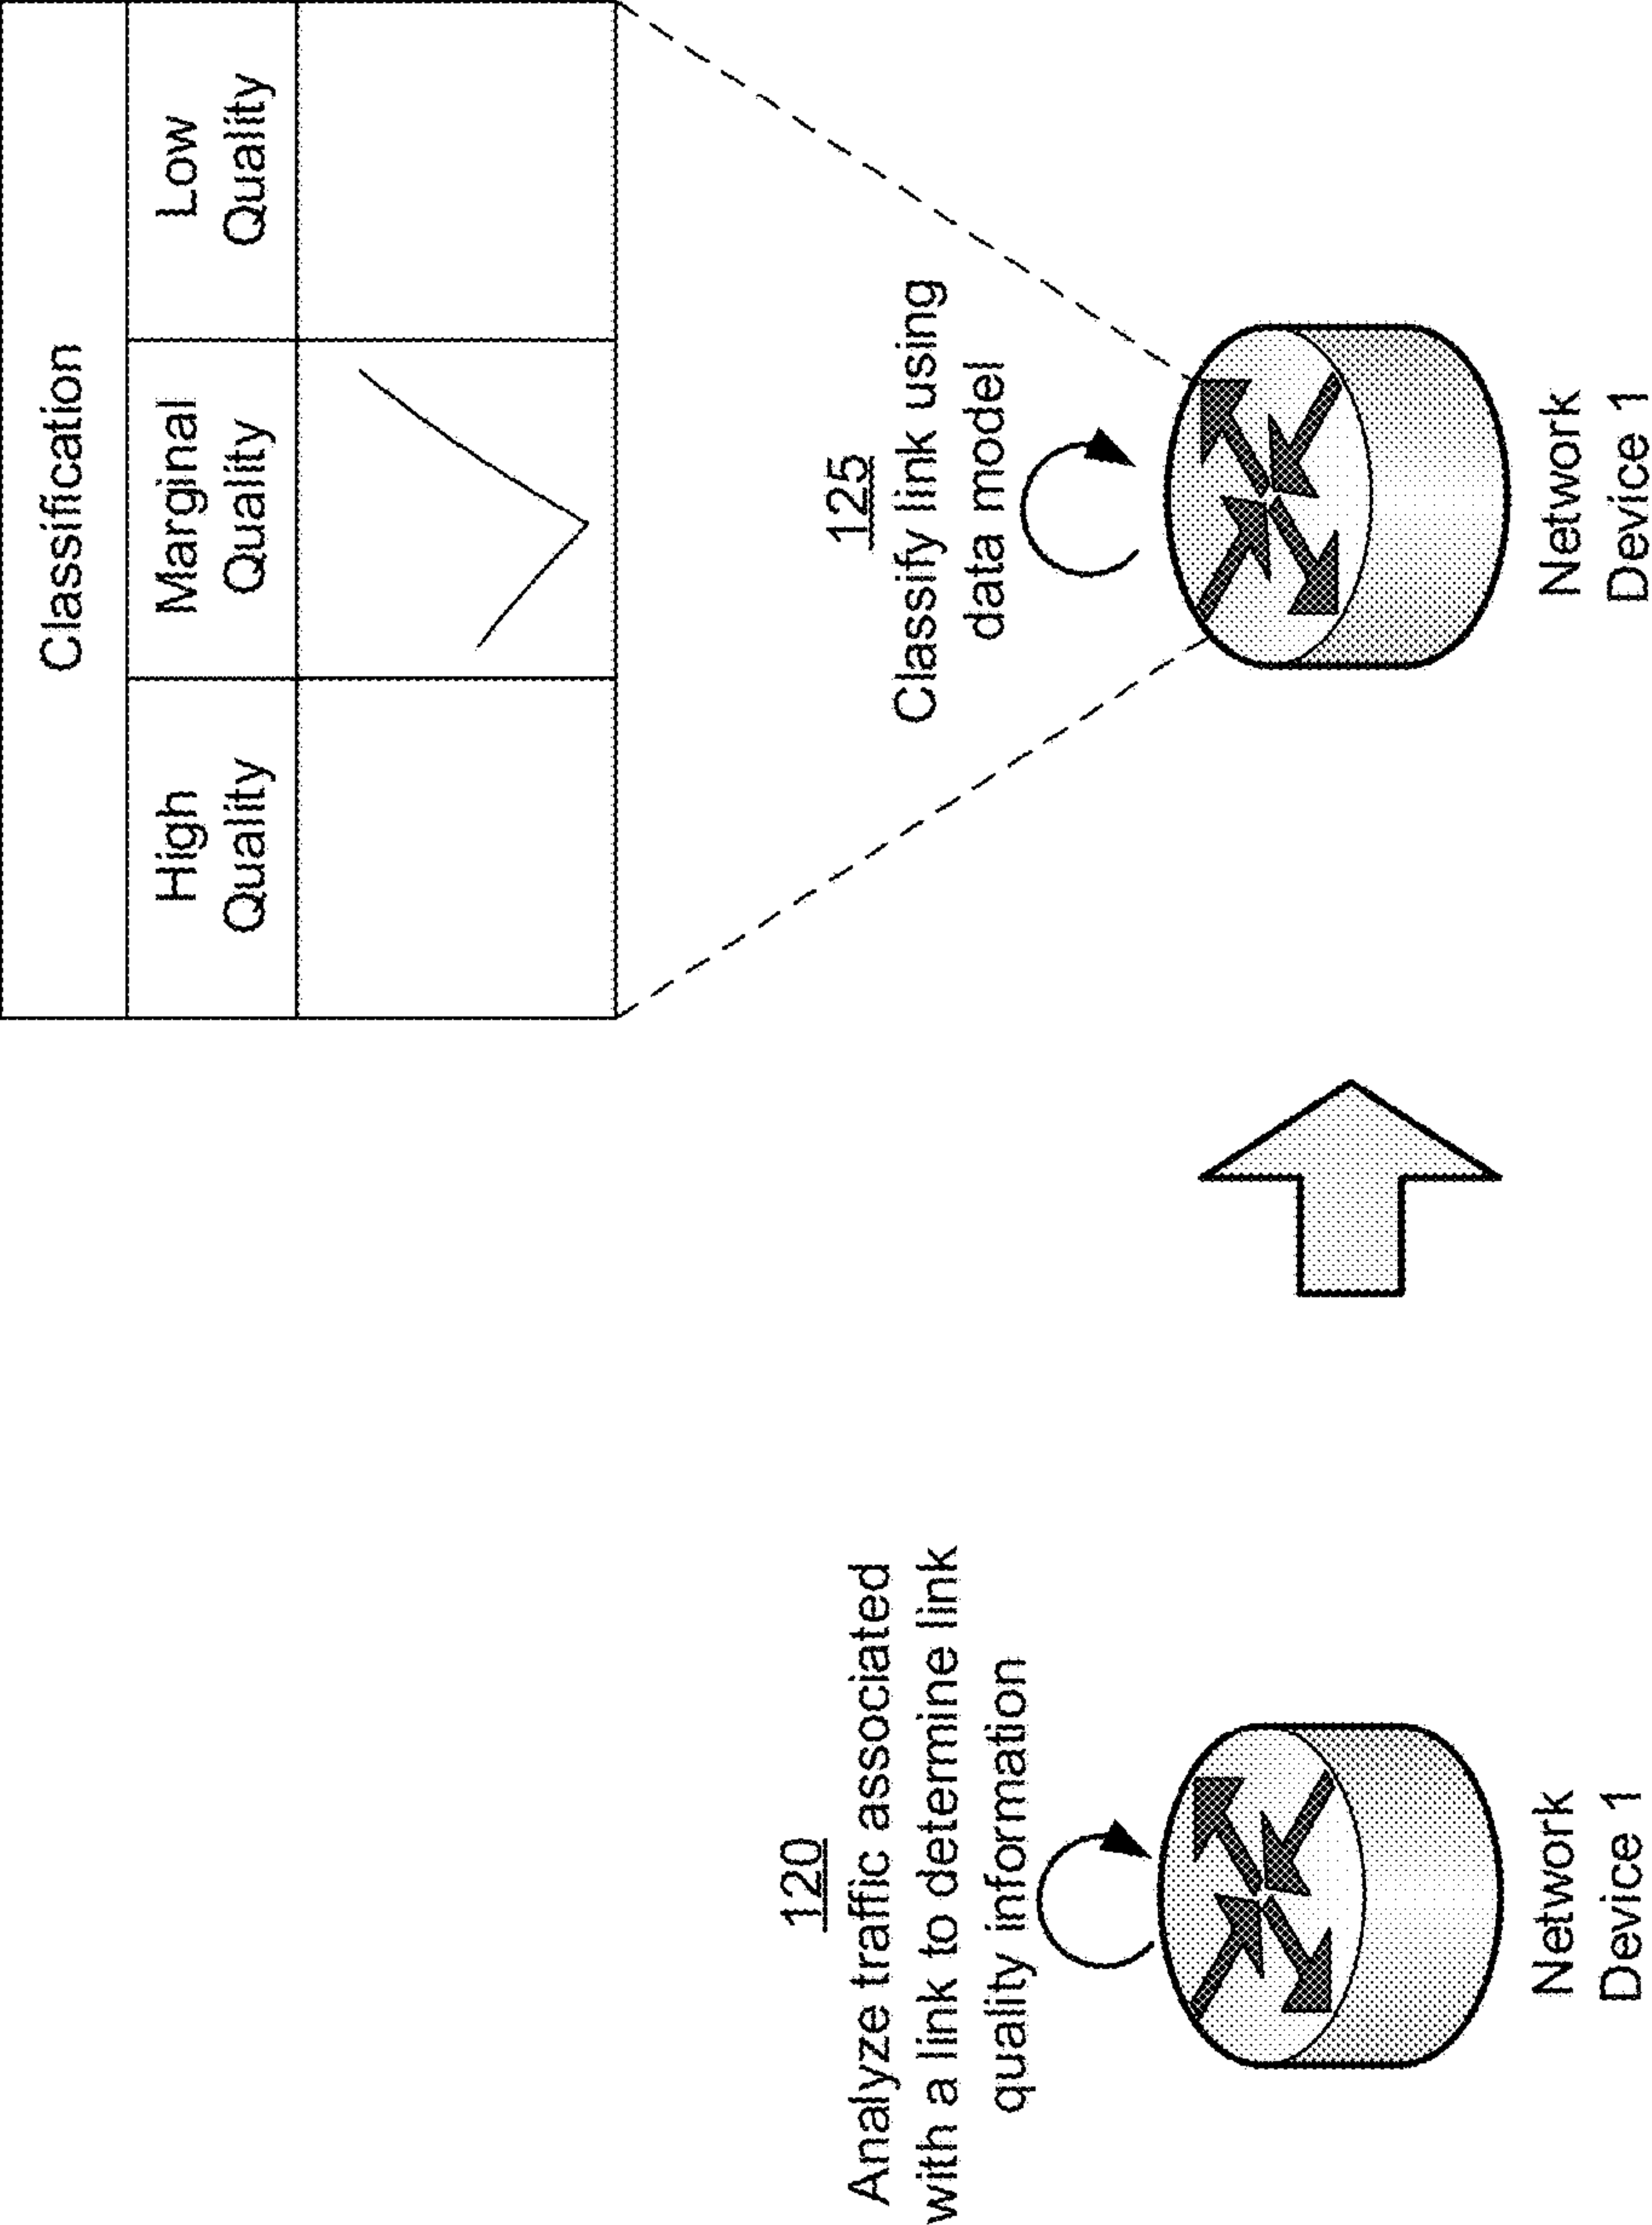 120
Analyze traffic associated
with a link to determine link
quality information
Network
Device 1
Classification
High
Quality
Marginal
Quality
Low
Quality
125
Classify link using
data model
Network
Device 1